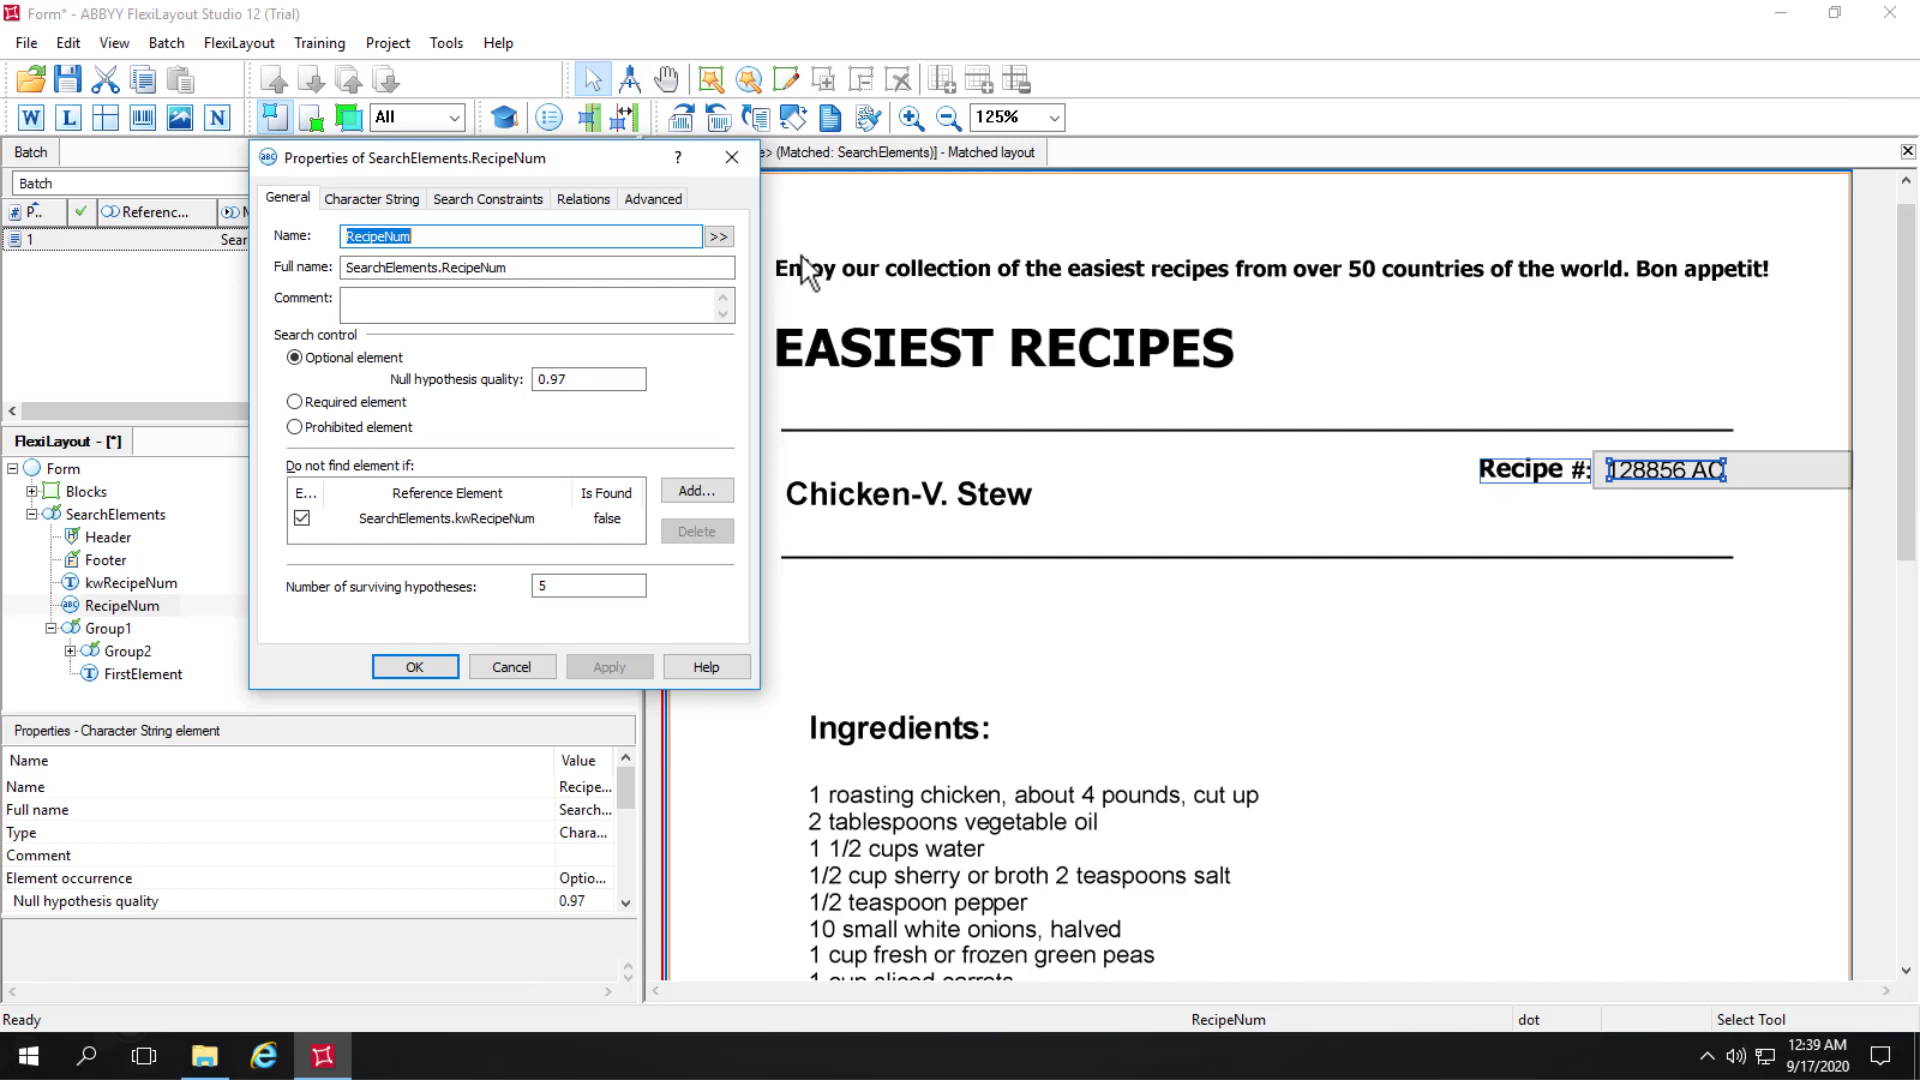 Form* - ABBYY FlexiLayout Studio 12 (Trial)
File Edit View Batch FlexiLayout Training Project Tools Help
W L N All 125%
Batch
Batch
# P.. Referenc...
1 Sear
FlexiLayout - [*]
Form
Blocks
SearchElements
Header
Footer
kwRecipeNum
RecipeNum
Group1
Group2
FirstElement
Properties - Character String element
Name Value
Name Recipe...
Full name Search...
Type Chara...
Comment
Element occurrence Optio...
Null hypothesis quality 0.97
Properties of SearchElements.RecipeNum ?
General Character String Search Constraints Relations Advanced
Name: RecipeNum >>
Full name: SearchElements.RecipeNum
Comment:
Search control
Optional element
Null hypothesis quality: 0.97
Required element
Prohibited element
Do not find element if:
E... Reference Element Is Found Add...
SearchElements.kwRecipeNum false
Delete
Number of surviving hypotheses: 5
OK Cancel Apply Help
(Matched: SearchElements)] - Matched layout
Enjoy our collection of the easiest recipes from over 50 countries of the world. Bon appetit!
EASIEST RECIPES
Recipe #: 128856 AC
Chicken-V. Stew
Ingredients:
1 roasting chicken, about 4 pounds, cut up
2 tablespoons vegetable oil
1 1/2 cups water
1/2 cup sherry or broth 2 teaspoons salt
1/2 teaspoon pepper
10 small white onions, halved
1 cup fresh or frozen green peas
1 cup sliced carrots
Ready RecipeNum dot Select Tool
12:39 AM
9/17/2020